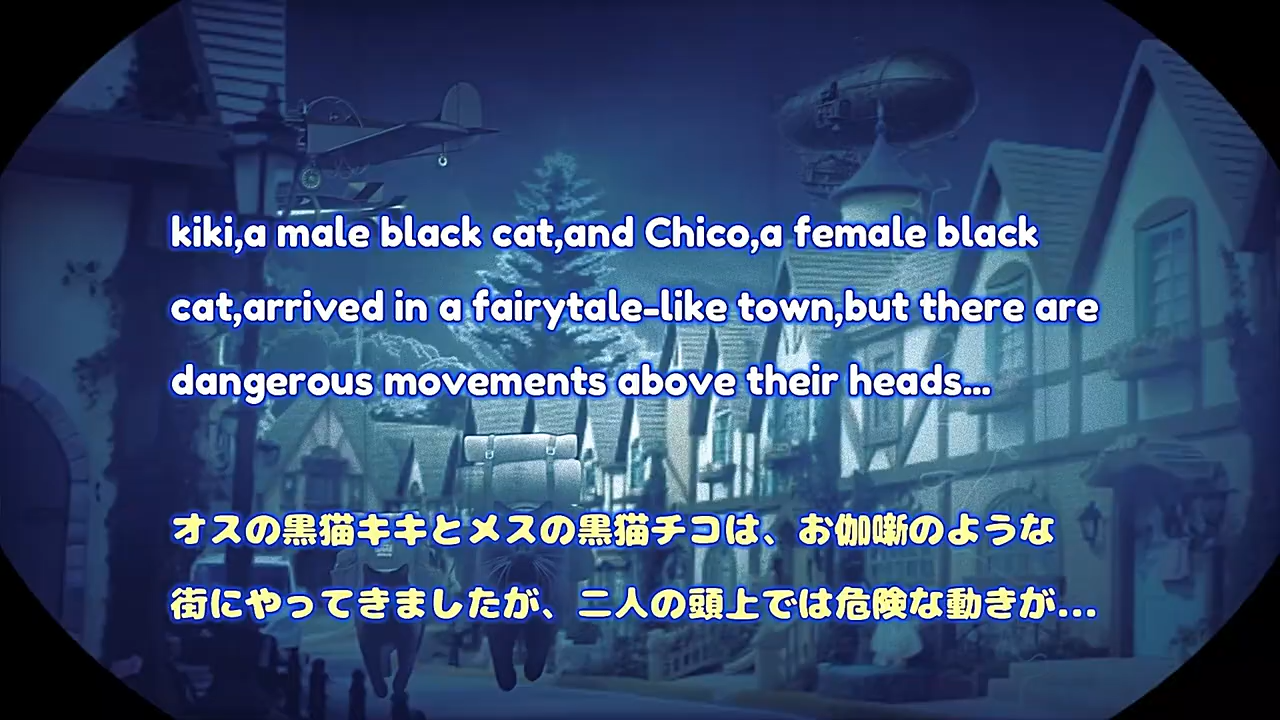 kiki,a male black cat,and Chico,a female black
cat,arrived in a fairytale-like town,but there are
dangerous movements above their heads...
オスの黒猫キキとメスの黒猫チコは、お伽噺のような
街にやってきましたが、二人の頭上では危険な動きが...